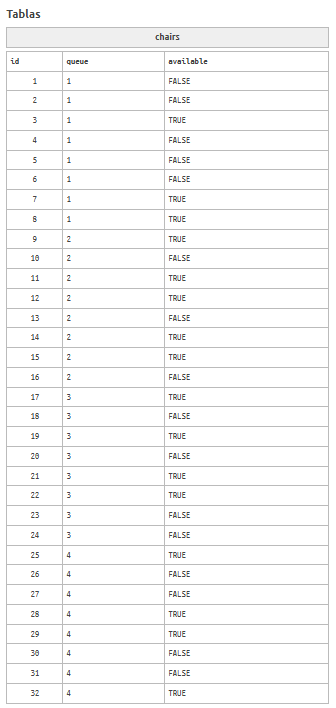 Tablas
chairs
id queue available
1 1 FALSE
2 1 FALSE
3 1 TRUE
4 1 FALSE
5 1 FALSE
6 1 FALSE
7 1 TRUE
8 1 TRUE
9 2 TRUE
10 2 FALSE
11 2 TRUE
12 2 TRUE
13 2 FALSE
14 2 TRUE
15 2 TRUE
16 2 FALSE
17 3 TRUE
18 3 FALSE
19 3 TRUE
20 3 FALSE
21 3 TRUE
22 3 TRUE
23 3 FALSE
24 3 FALSE
25 4 TRUE
26 4 FALSE
27 4 FALSE
28 4 TRUE
29 4 TRUE
30 4 FALSE
31 4 FALSE
32 4 TRUE